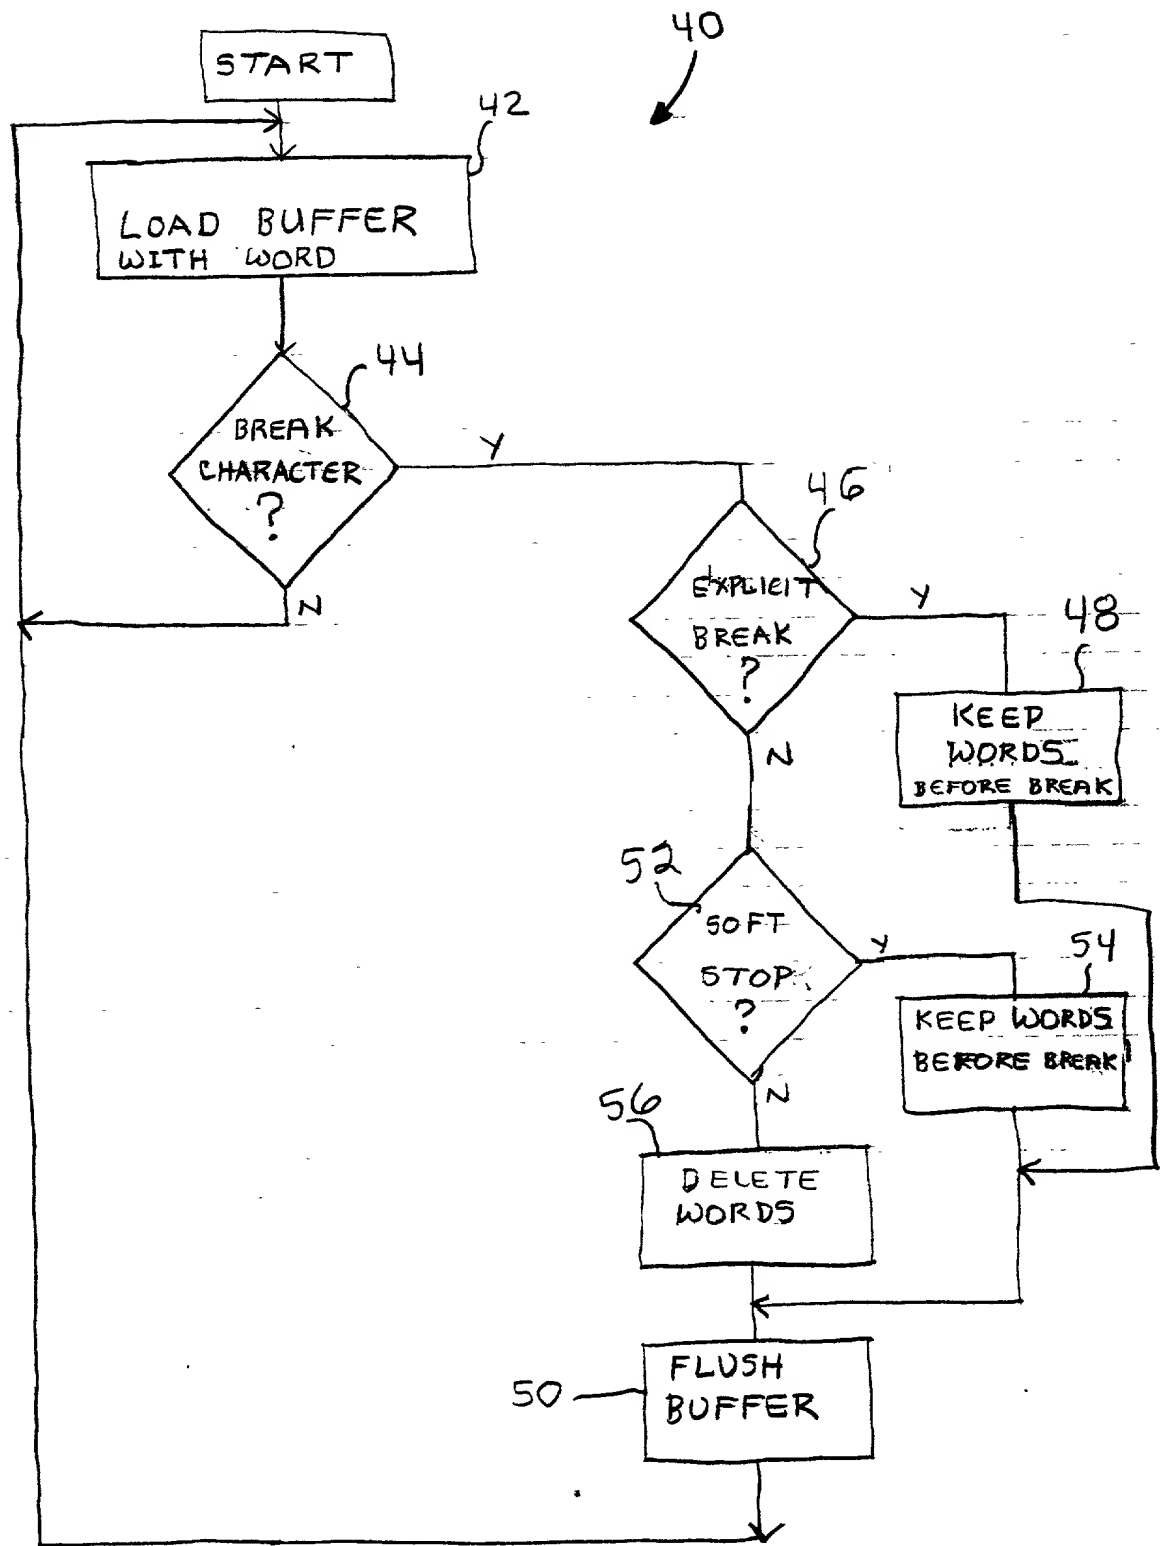 40
START
42
LOAD BUFFER
WITH WORD
44
BREAK
CHARACTER
?
Y
N
46
EXPLICIT
BREAK
?
Y
N
48
KEEP
WORDS
BEFORE BREAK
52
SOFT
STOP
?
Y
N
54
KEEP WORDS
BEFORE BREAK
56
DELETE
WORDS
50
FLUSH
BUFFER